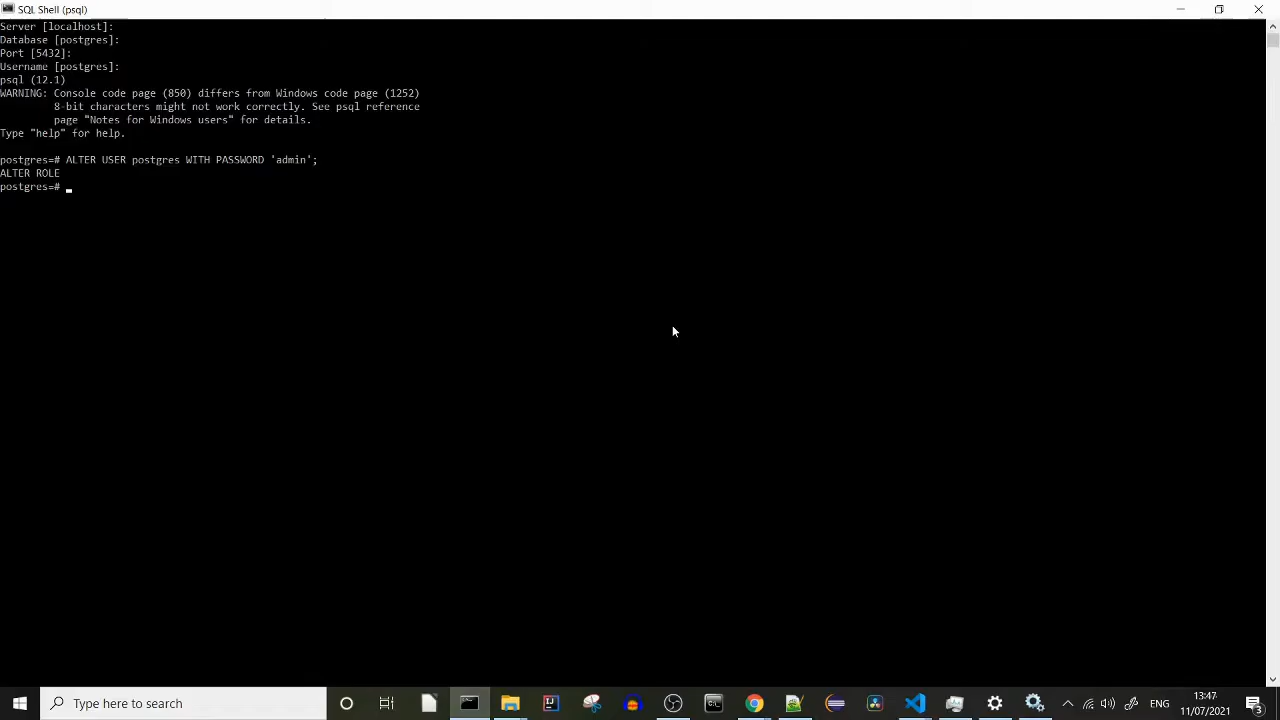 SQL Shell (psql)
Server [localhost]:
Database [postgres]:
Port [5432]:
Username [postgres]:
psql (12.1)
WARNING: Console code page (850) differs from Windows code page (1252)
8-bit characters might not work correctly. See psql reference
page "Notes for Windows users" for details.
Type "help" for help.
postgres=# ALTER USER postgres WITH PASSWORD 'admin';
ALTER ROLE
postgres=#
Type here to search
ENG
13:47
11/07/2021
3